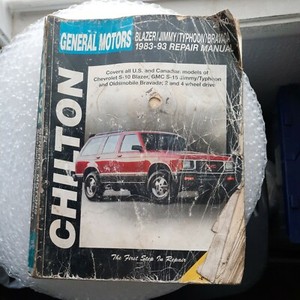 GENERAL MOTORS
BLAZER/JIMMY/TYPHOON/BRAVADA
1983-93 REPAIR MANUAL
Covers all U.S. and Canadian models of
Chevrolet S-10 Blazer, GMC S-15 Jimmy/Typhoon
and Oldsmobile Bravada; 2 and 4 wheel drive
CHILTON
The First Step In Repair